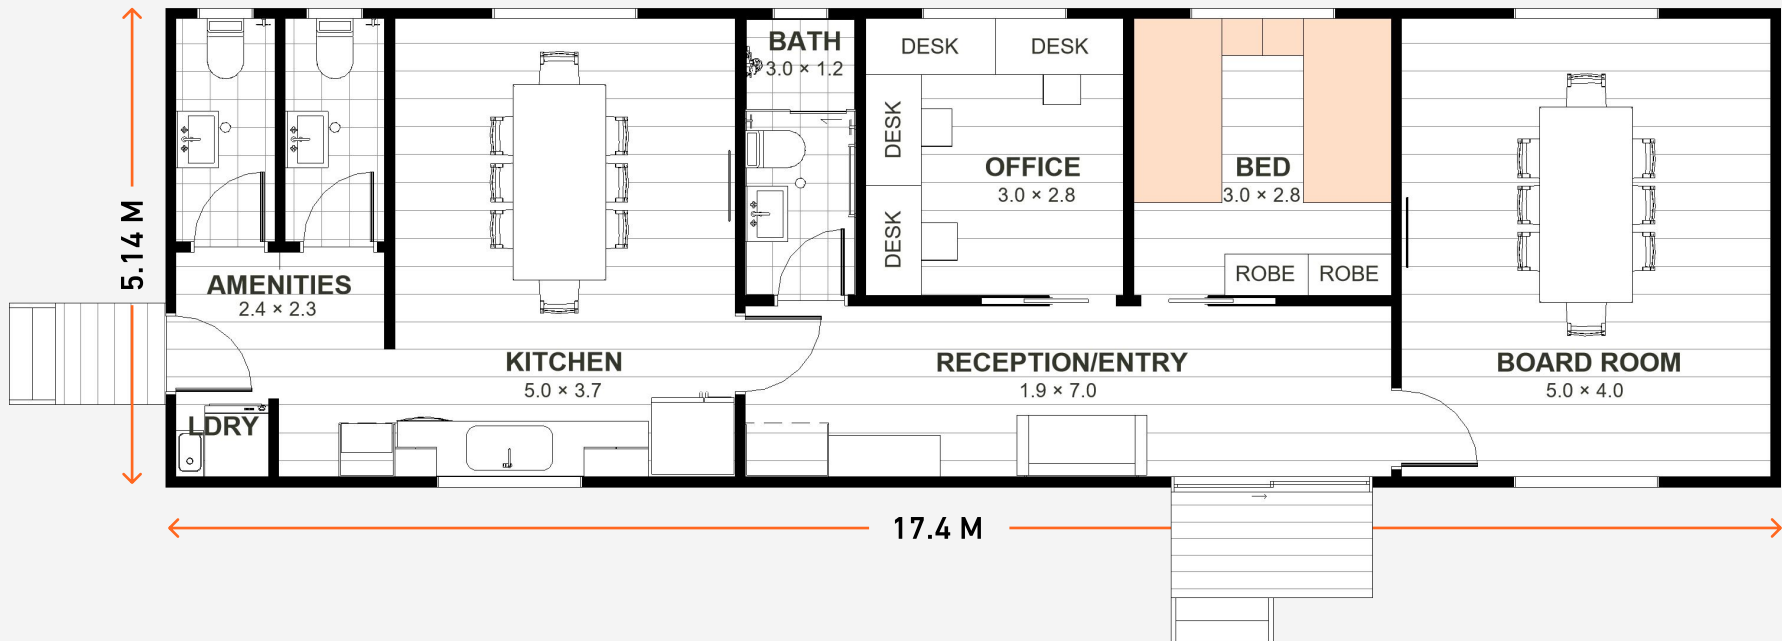 BATH
3.0 × 1.2
DESK
DESK
DESK
DESK
OFFICE
3.0 × 2.8
BED
3.0 × 2.8
ROBE
ROBE
5.14 M
AMENITIES
2.4 × 2.3
KITCHEN
5.0 × 3.7
RECEPTION/ENTRY
1.9 × 7.0
BOARD ROOM
5.0 × 4.0
LDRY
17.4 M